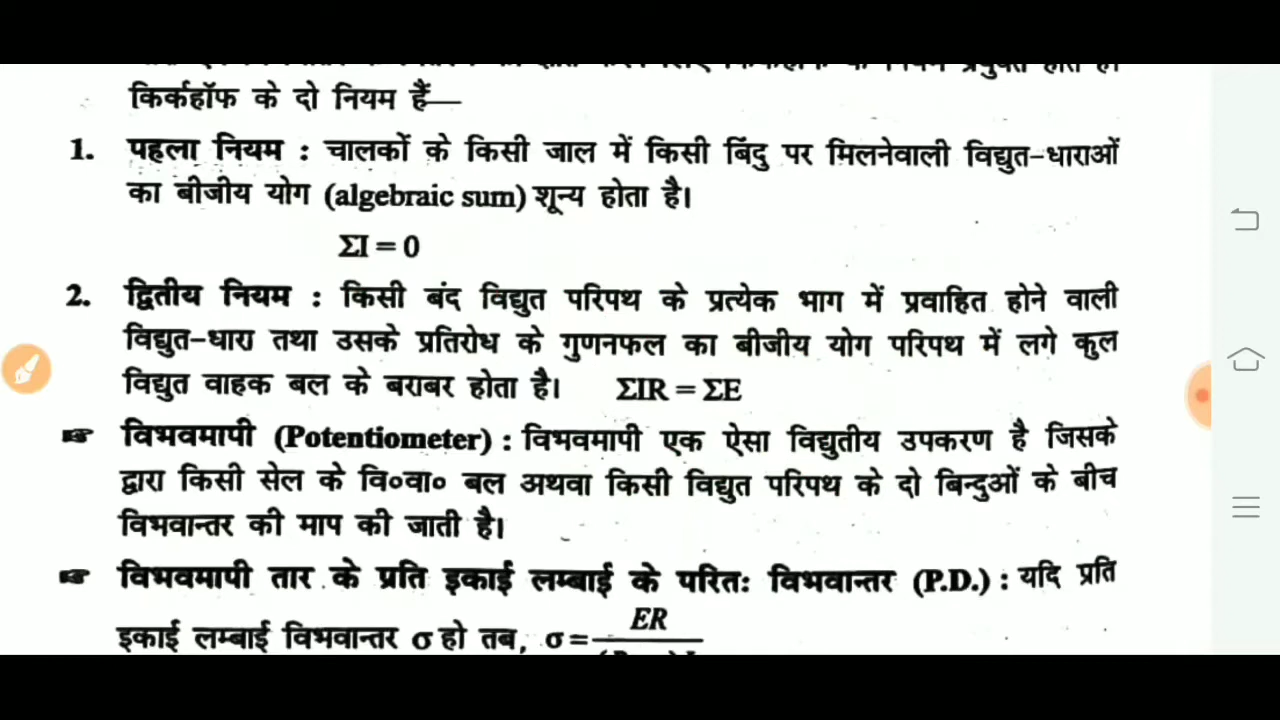 किर्कहॉफ के दो नियम हैं—
1. पहला नियम : चालकों के किसी जाल में किसी बिंदु पर मिलनेवाली विद्युत-धाराओं
का बीजीय योग (algebraic sum) शून्य होता है।
ΣI = 0
2. द्वितीय नियम : किसी बंद विद्युत परिपथ के प्रत्येक भाग में प्रवाहित होने वाली
विद्युत-धारा तथा उसके प्रतिरोध के गुणनफल का बीजीय योग परिपथ में लगे कुल
विद्युत वाहक बल के बराबर होता है। ΣIR = ΣE
☞ विभवमापी (Potentiometer) : विभवमापी एक ऐसा विद्युतीय उपकरण है जिसके
द्वारा किसी सेल के वि०वा० बल अथवा किसी विद्युत परिपथ के दो बिन्दुओं के बीच
विभवान्तर की माप की जाती है।
☞ विभवमापी तार के प्रति इकाई लम्बाई के परितः विभवान्तर (P.D.) : यदि प्रति
इकाई लम्बाई विभवान्तर σ हो तब, σ = ER